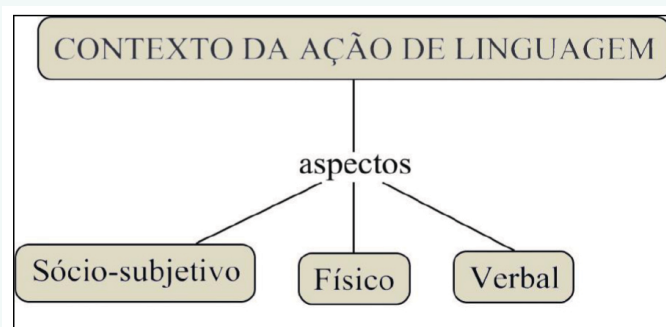 CONTEXTO DA AÇÃO DE LINGUAGEM
aspectos
Sócio-subjetivo
Físico
Verbal